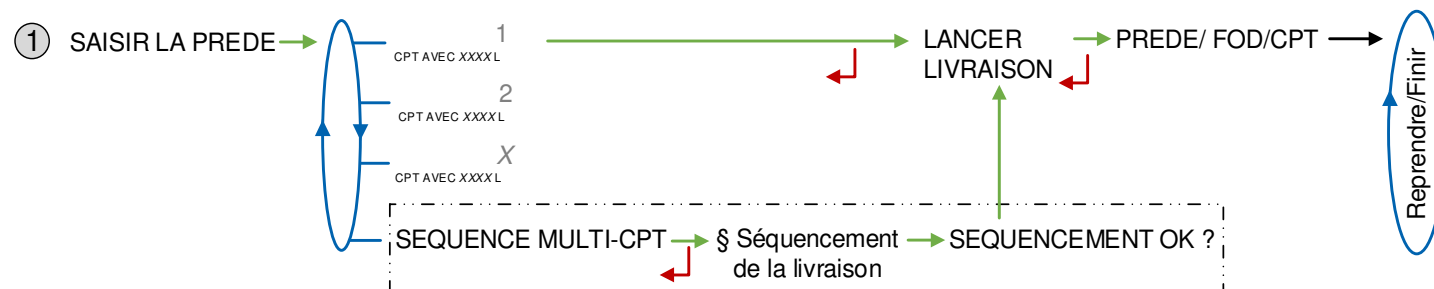 1 SAISIR LA PREDE
1
CPT AVEC XXXX L
2
CPT AVEC XXXX L
X
CPT AVEC XXXX L
LANCER
LIVRAISON
PREDE/ FOD/CPT
Reprendre/Finir
SEQUENCE MULTI-CPT
§ Séquencement
de la livraison
SEQUENCEMENT OK ?